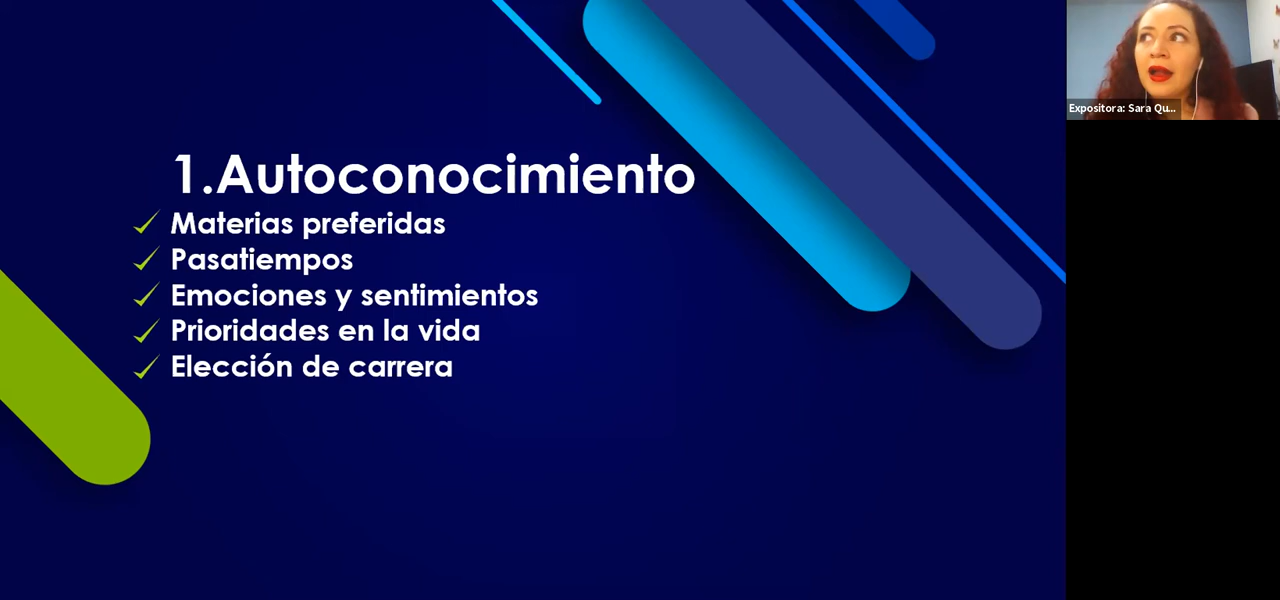 1.Autoconocimiento
Materias preferidas
Pasatiempos
Emociones y sentimientos
Prioridades en la vida
Elección de carrera
Expositora: Sara Qu...